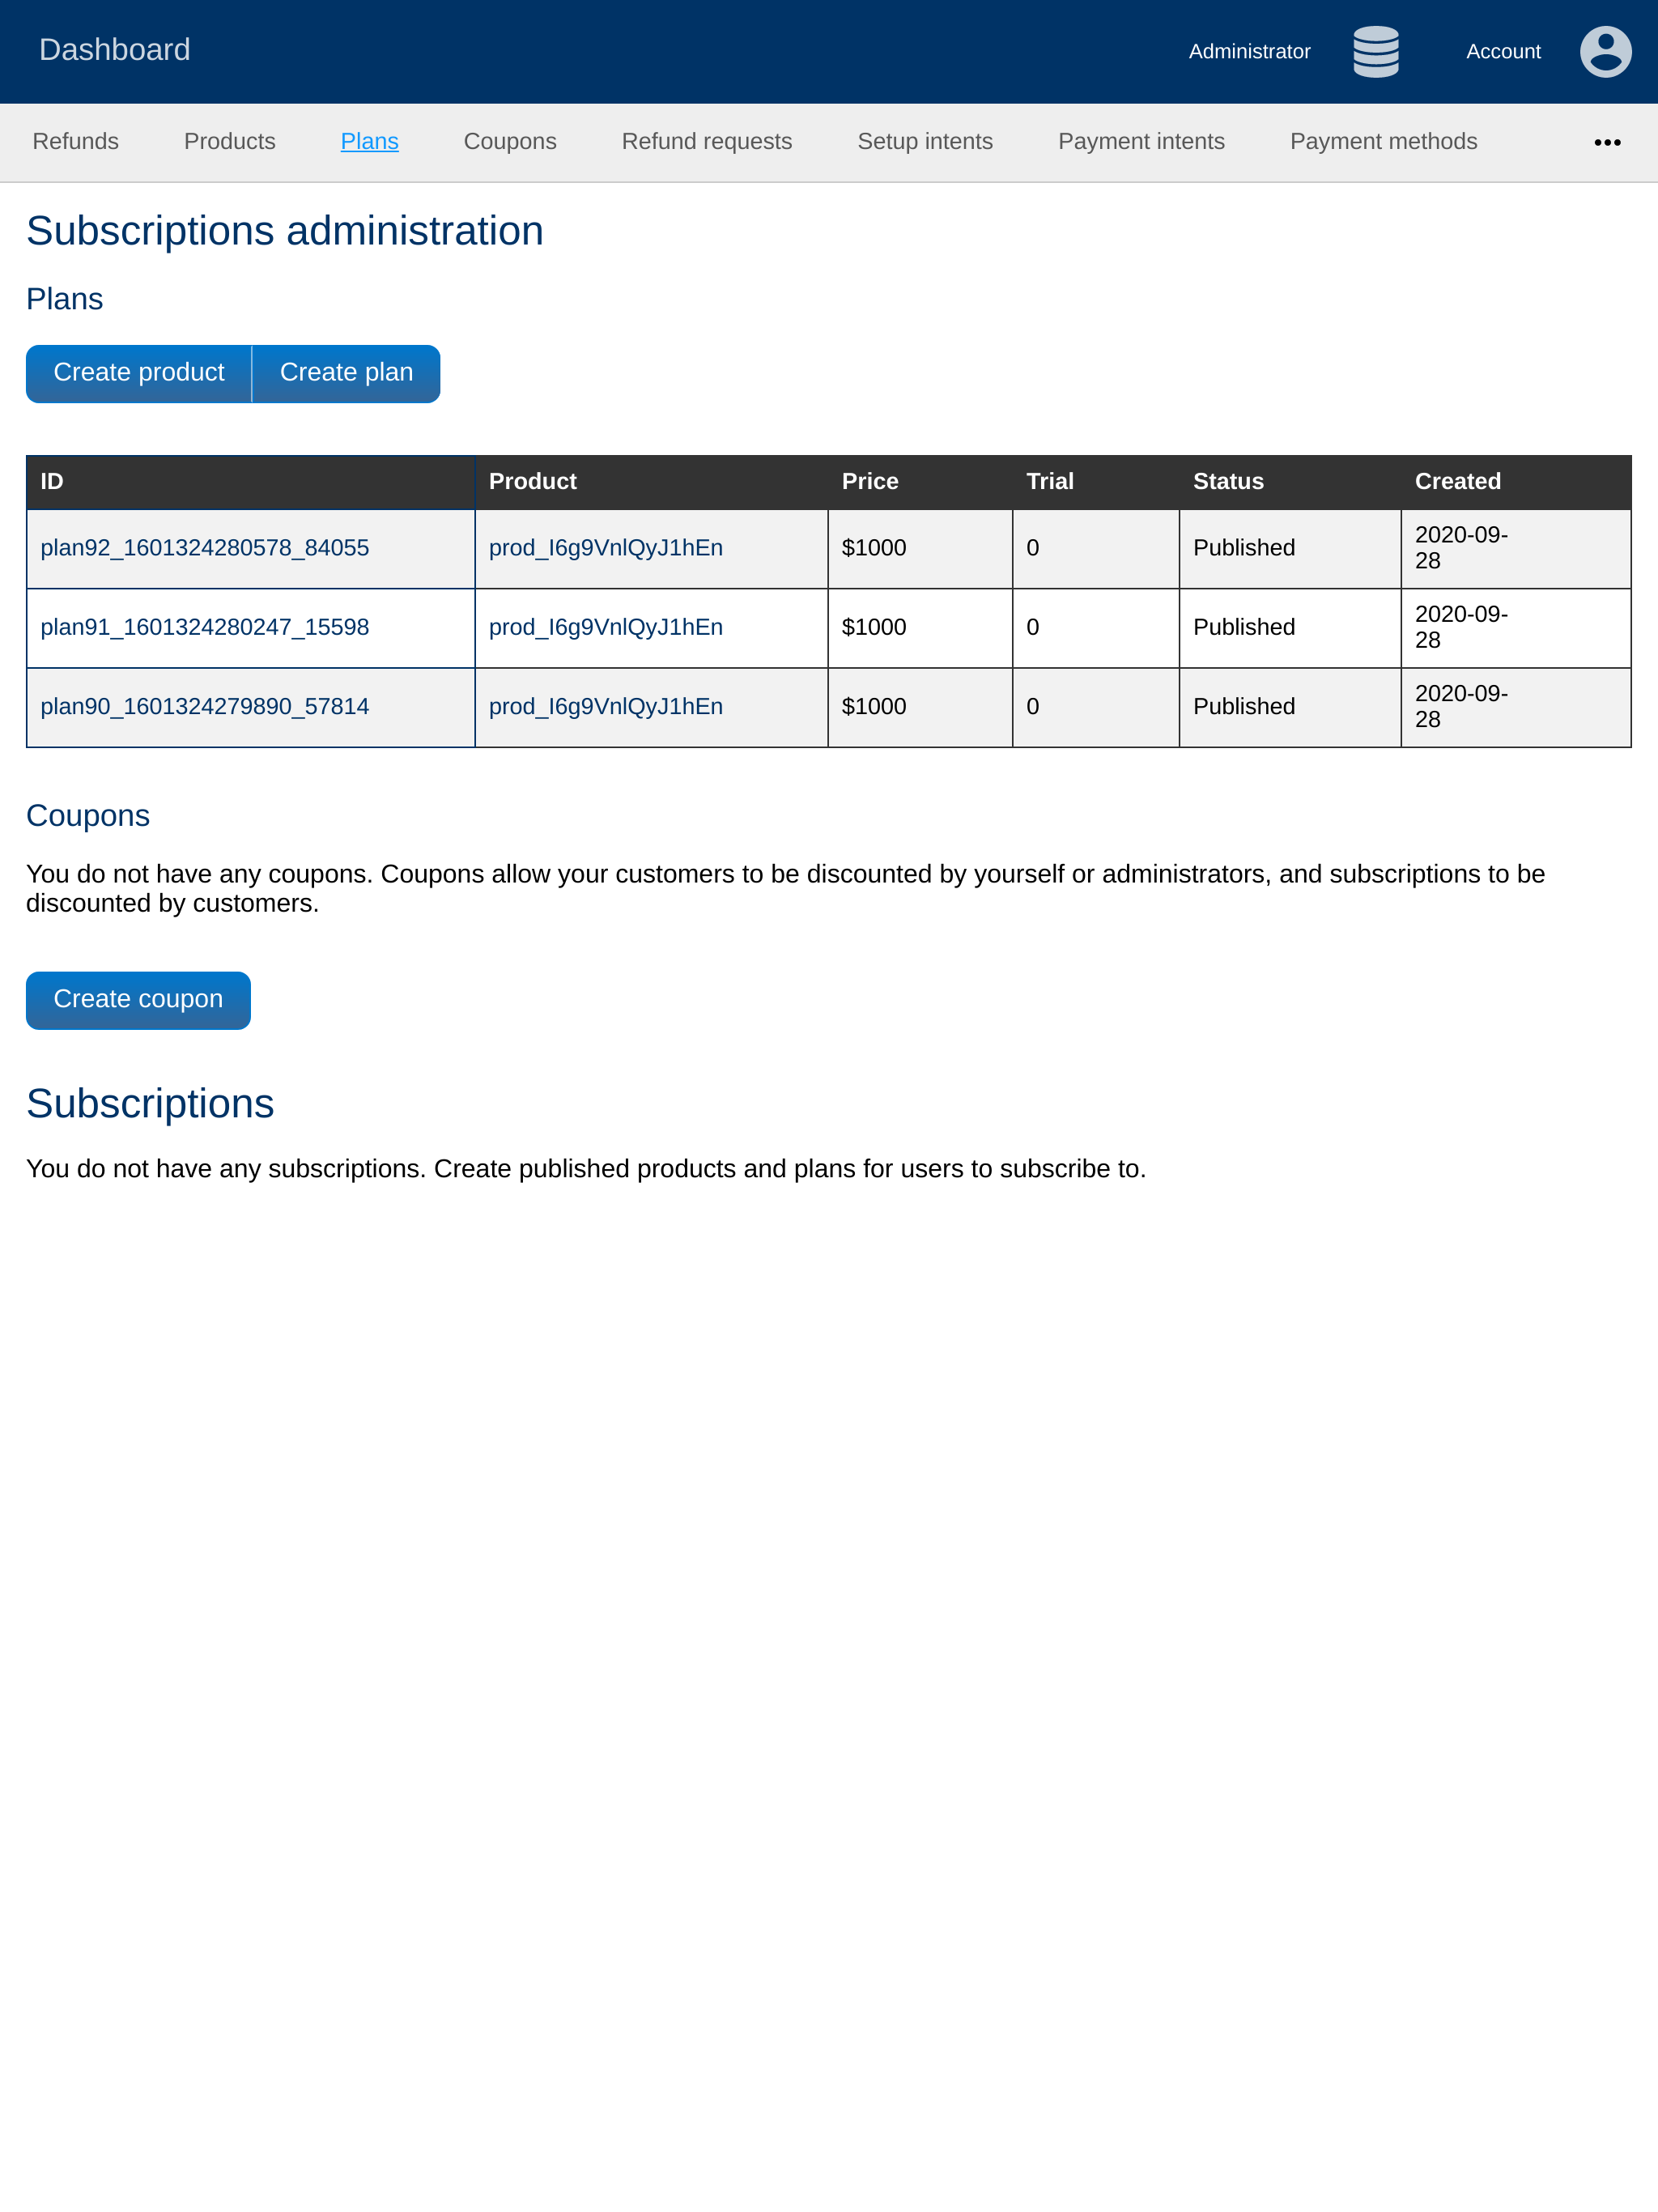 Dashboard
Administrator
Account
Refunds Products Plans Coupons Refund requests Setup intents Payment intents Payment methods •••
Subscriptions administration
Plans
Create product Create plan
ID Product Price Trial Status Created
plan92_1601324280578_84055 prod_I6g9VnlQyJ1hEn $1000 0 Published 2020-09-
28
plan91_1601324280247_15598 prod_I6g9VnlQyJ1hEn $1000 0 Published 2020-09-
28
plan90_1601324279890_57814 prod_I6g9VnlQyJ1hEn $1000 0 Published 2020-09-
28
Coupons
You do not have any coupons. Coupons allow your customers to be discounted by yourself or administrators, and subscriptions to be
discounted by customers.
Create coupon
Subscriptions
You do not have any subscriptions. Create published products and plans for users to subscribe to.